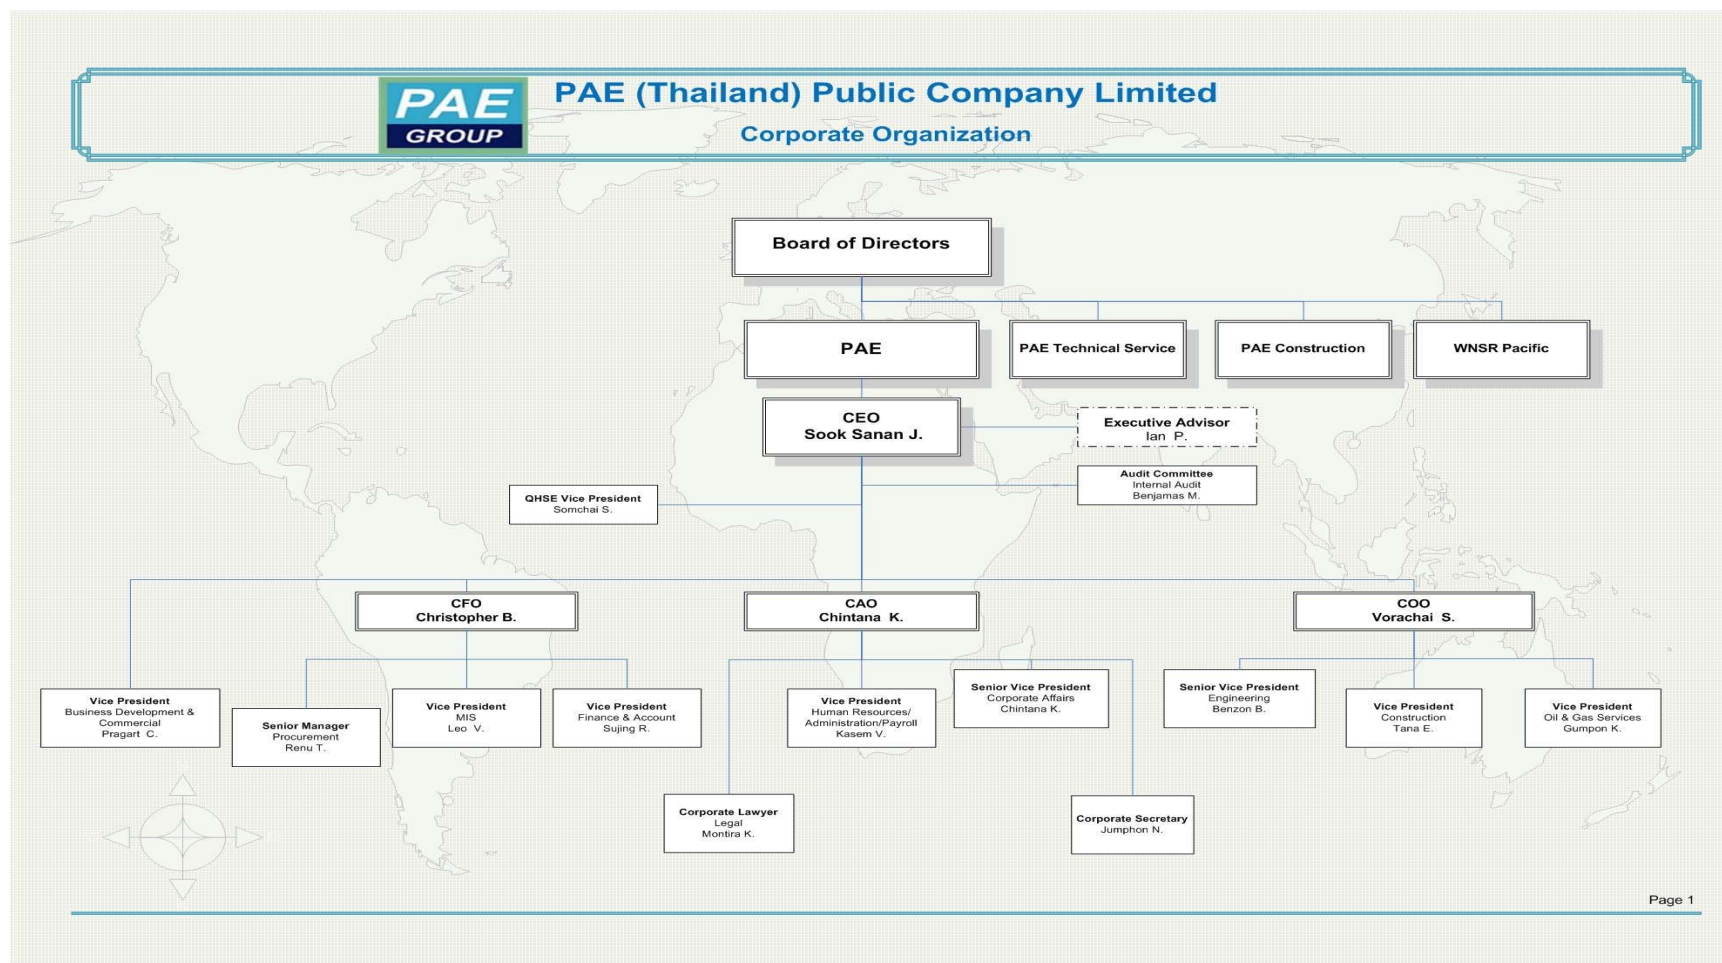 PAE
GROUP
PAE (Thailand) Public Company Limited
Corporate Organization
Board of Directors
PAE
PAE Technical Service
PAE Construction
WNSR Pacific
CEO
Sook Sanan J.
Executive Advisor
Ian P.
Audit Committee
Internal Audit
Benjamas M.
QHSE Vice President
Somchai S.
CFO
Christopher B.
CAO
Chintana K.
COO
Vorachai S.
Vice President
Business Development &
Commercial
Pragart C.
Senior Manager
Procurement
Renu T.
Vice President
MIS
Leo V.
Vice President
Finance & Account
Sujing R.
Vice President
Human Resources/
Administration/Payroll
Kasem V.
Senior Vice President
Corporate Affairs
Chintana K.
Senior Vice President
Engineering
Benzon B.
Vice President
Construction
Tana E.
Vice President
Oil & Gas Services
Gumpon K.
Corporate Lawyer
Legal
Montira K.
Corporate Secretary
Jumphon N.
Page 1